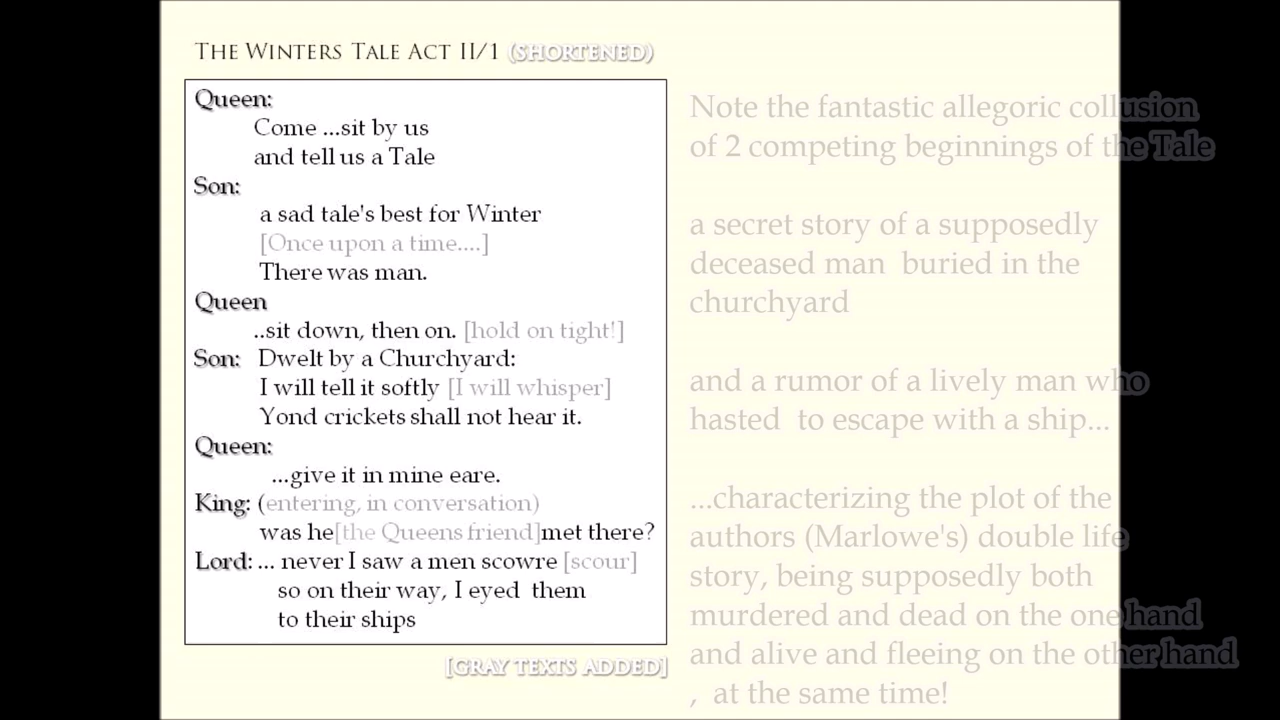 THE WINTERS TALE ACT II/1 (SHORTENED)
Queen:
Come ...sit by us
and tell us a Tale
Son:
a sad tale's best for Winter
[Once upon a time....]
There was man.
Queen
..sit down, then on. [hold on tight!]
Son: Dwelt by a Churchyard:
I will tell it softly [I will whisper]
Yond crickets shall not hear it.
Queen:
...give it in mine eare.
King: (entering, in conversation)
was he[the Queens friend]met there?
Lord: ... never I saw a men scowre [scour]
so on their way, I eyed them
to their ships
[GRAY TEXTS ADDED]
Note the fantastic allegoric collusion
of 2 competing beginnings of the Tale
a secret story of a supposedly
deceased man buried in the
churchyard
and a rumor of a lively man who
hasted to escape with a ship...
...characterizing the plot of the
authors (Marlowe's) double life
story, being supposedly both
murdered and dead on the one hand
and alive and fleeing on the other hand
, at the same time!